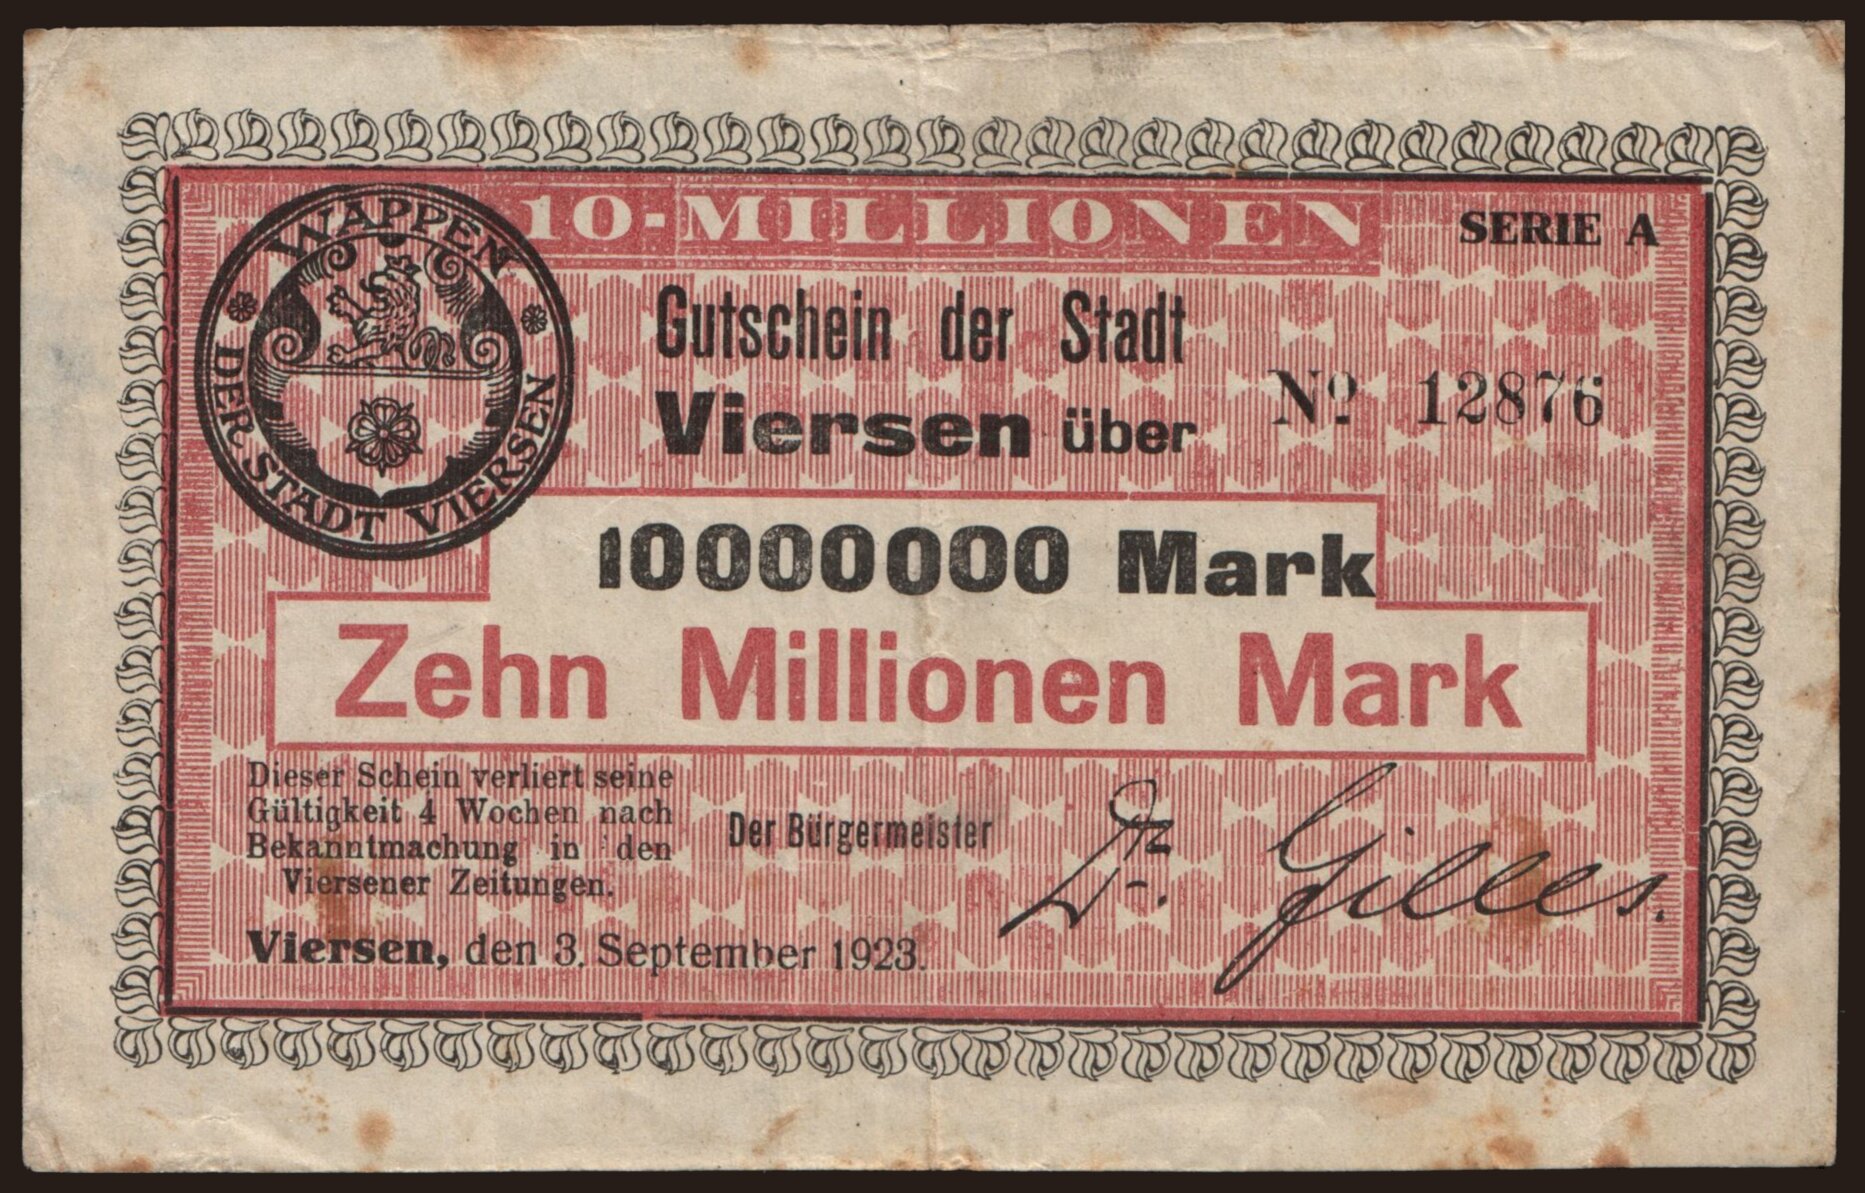 WAPPEN
DER STADT VIERSEN
10-MILLIONEN
SERIE A
Gutschein der Stadt
Viersen über
Nº 12876
10000000 Mark
Zehn Millionen Mark
Dieser Schein verliert seine
Gültigkeit 4 Wochen nach
Bekanntmachung in den
Viersener Zeitungen.
Der Bürgermeister
Dr. Gilles.
Viersen, den 3. September 1923.